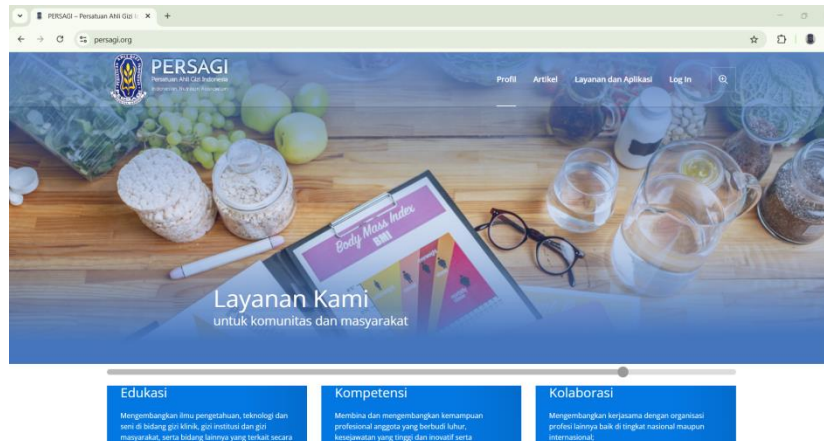 PERSAGI – Persatuan Ahli Gizi I
persagi.org
PERSAGI
Persatuan Ahli Gizi Indonesia
Indonesian Nutrition Association
Profil Artikel Layanan dan Aplikasi Log In
Body Mass Index
BMI
Layanan Kami
untuk komunitas dan masyarakat
Edukasi
Mengembangkan ilmu pengetahuan, teknologi dan
seni di bidang gizi klinik, gizi institusi dan gizi
masyarakat, serta bidang lainnya yang terkait secara
Kompetensi
Membina dan mengembangkan kemampuan
profesional anggota yang berbudi luhur,
kesejawatan yang tinggi dan inovatif serta
Kolaborasi
Mengembangkan kerjasama dengan organisasi
profesi lainnya baik di tingkat nasional maupun
internasional;